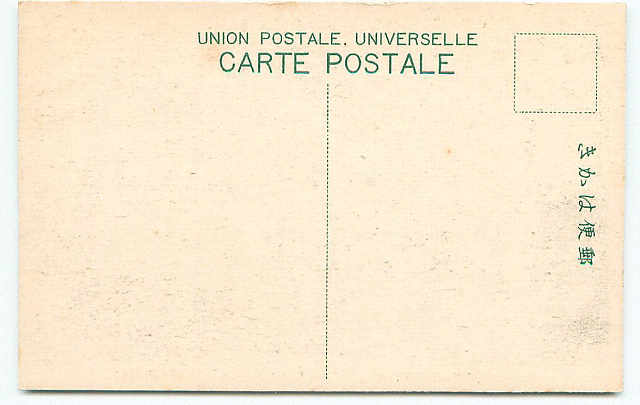 UNION POSTALE. UNIVERSELLE
CARTE POSTALE
きかは便郵